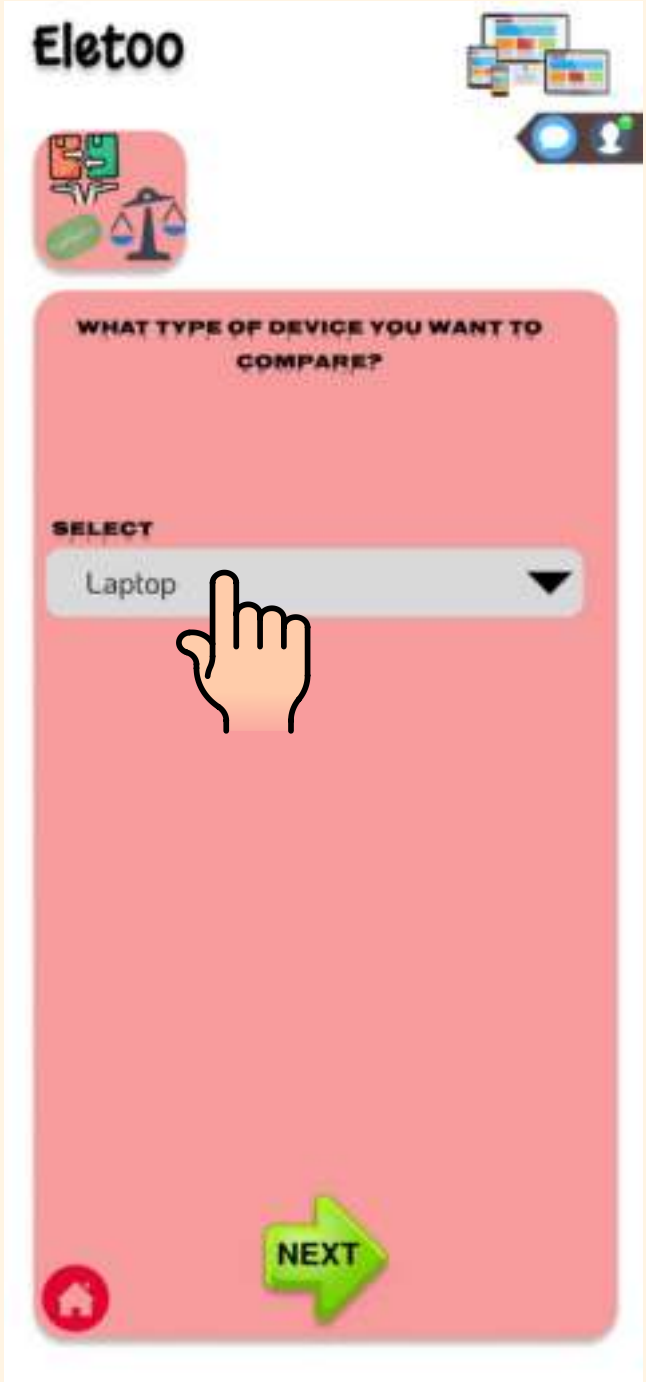 Eletoo
WHAT TYPE OF DEVICE YOU WANT TO
COMPARE?
SELECT
Laptop
NEXT